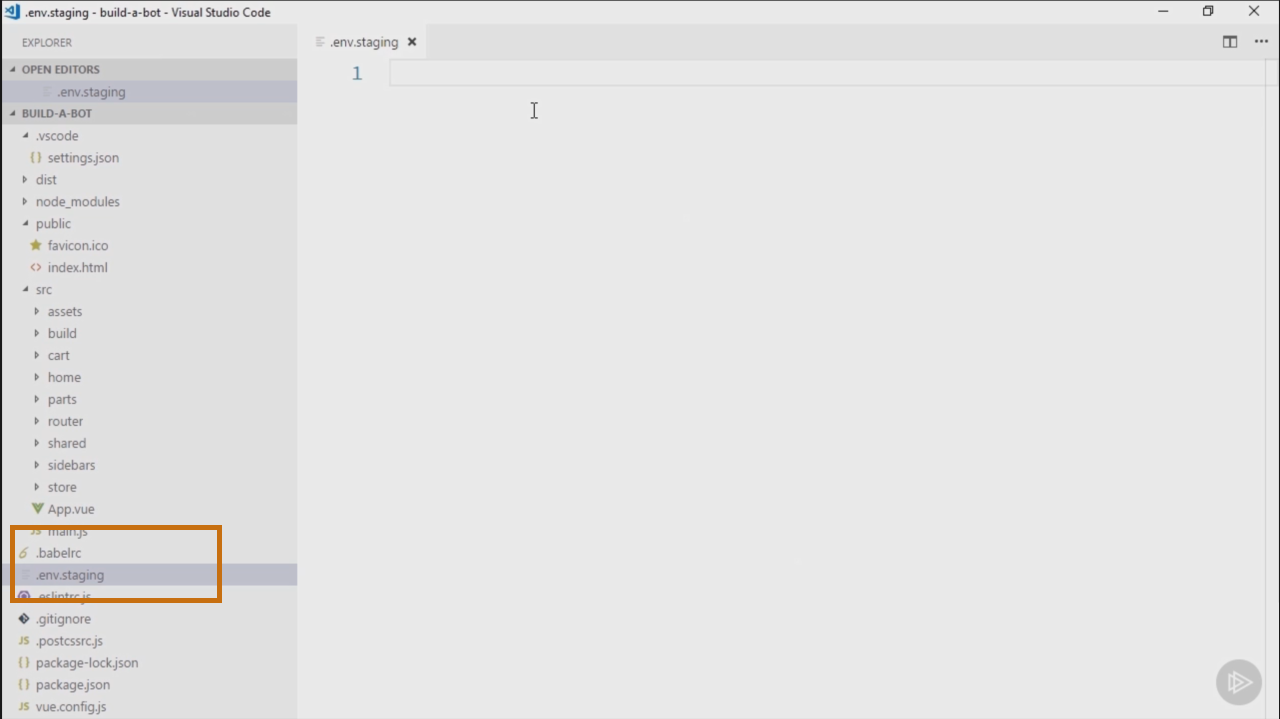 .env.staging - build-a-bot - Visual Studio Code
EXPLORER
OPEN EDITORS
.env.staging
BUILD-A-BOT
.vscode
{} settings.json
dist
node_modules
public
favicon.ico
<> index.html
src
assets
build
cart
home
parts
router
shared
sidebars
store
App.vue
JS main.js
.babelrc
.env.staging
.eslintrc.js
.gitignore
JS .postcssrc.js
{} package-lock.json
{} package.json
JS vue.config.js
.env.staging
1